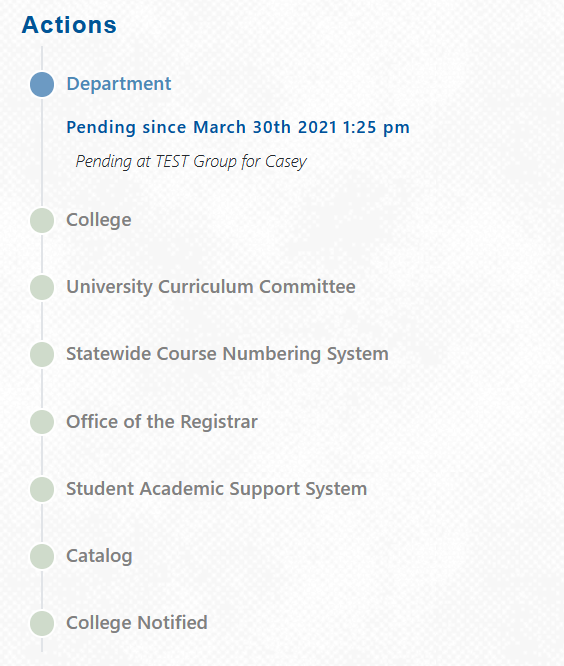 Actions
Department
Pending since March 30th 2021 1:25 pm
Pending at TEST Group for Casey
College
University Curriculum Committee
Statewide Course Numbering System
Office of the Registrar
Student Academic Support System
Catalog
College Notified